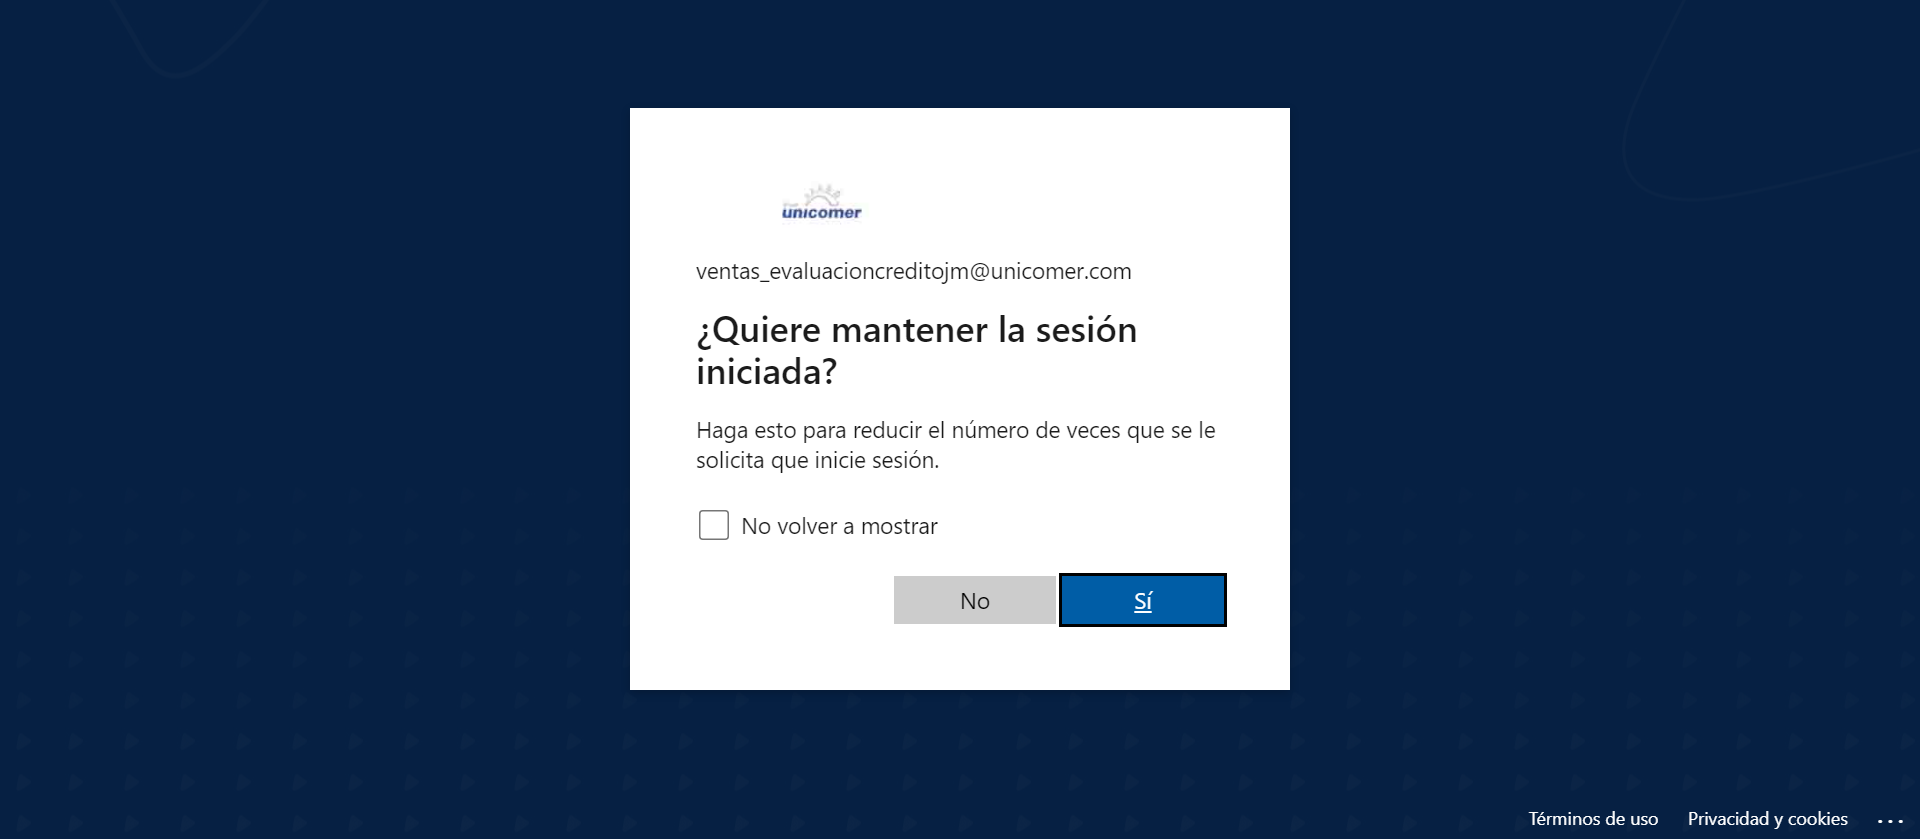 unicomer
ventas_evaluacioncreditojm@unicomer.com
¿Quiere mantener la sesión
iniciada?
Haga esto para reducir el número de veces que se le
solicita que inicie sesión.
No volver a mostrar
No
Sí
Términos de uso
Privacidad y cookies
...